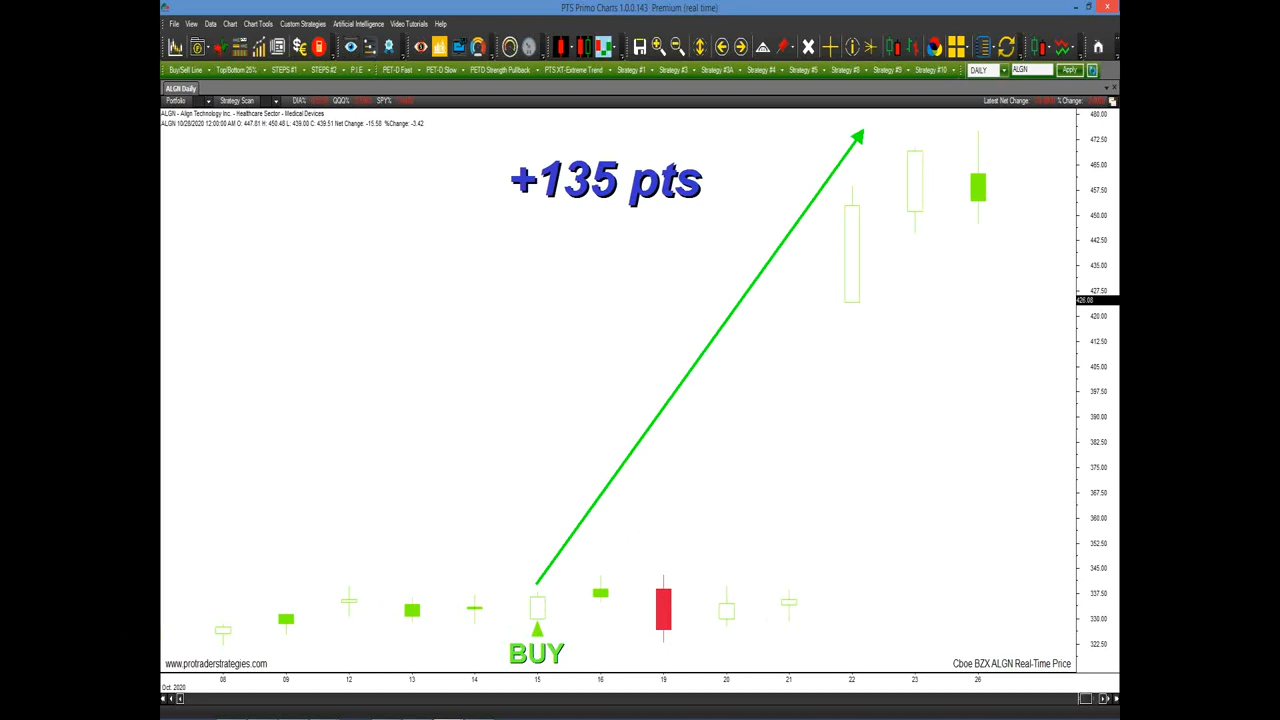 PTS Primo Charts 1.0.0.143 Premium (real time)
File View Data Chart Chart Tools Custom Strategies Artificial Intelligence Video Tutorials Help
Buy/Sell Line Top/Bottom 25% STEPS #1 STEPS #2 P.I.E PET-D Fast PET-D Slow PETD Strength Pullback PTS XT-Extreme Trend Strategy #1 Strategy #3 Strategy #3A Strategy #4 Strategy #5 Strategy #8 Strategy #9 Strategy #10 DAILY ALGN Apply
ALGN Daily
Portfolio Strategy Scan DIA% QQQ% SPY% Latest Net Change: % Change:
ALGN - Align Technology Inc. - Healthcare Sector - Medical Devices
ALGN 10/28/2020 12:00:00 AM O: 447.81 H: 450.48 L: 439.00 C: 439.51 Net Change: -15.58 %Change: -3.42
+135 pts
480.00
472.50
465.00
457.50
450.00
442.50
435.00
427.50
426.08
420.00
412.50
405.00
397.50
390.00
382.50
375.00
367.50
360.00
352.50
345.00
337.50
330.00
322.50
BUY
www.protraderstrategies.com
Cboe BZX ALGN Real-Time Price
08 09 12 13 14 15 16 19 20 21 22 23 26
Oct. 2020